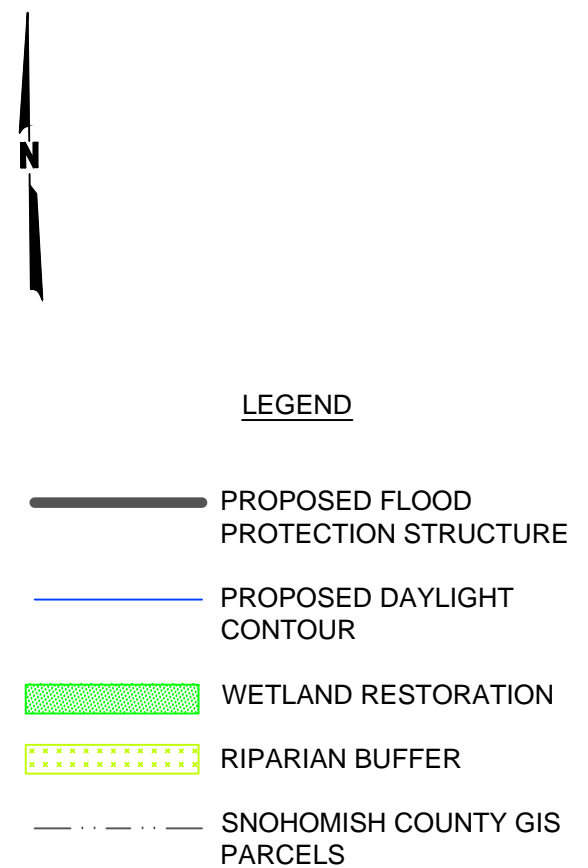 N
LEGEND
PROPOSED FLOOD
PROTECTION STRUCTURE
PROPOSED DAYLIGHT
CONTOUR
WETLAND RESTORATION
RIPARIAN BUFFER
SNOHOMISH COUNTY GIS
PARCELS